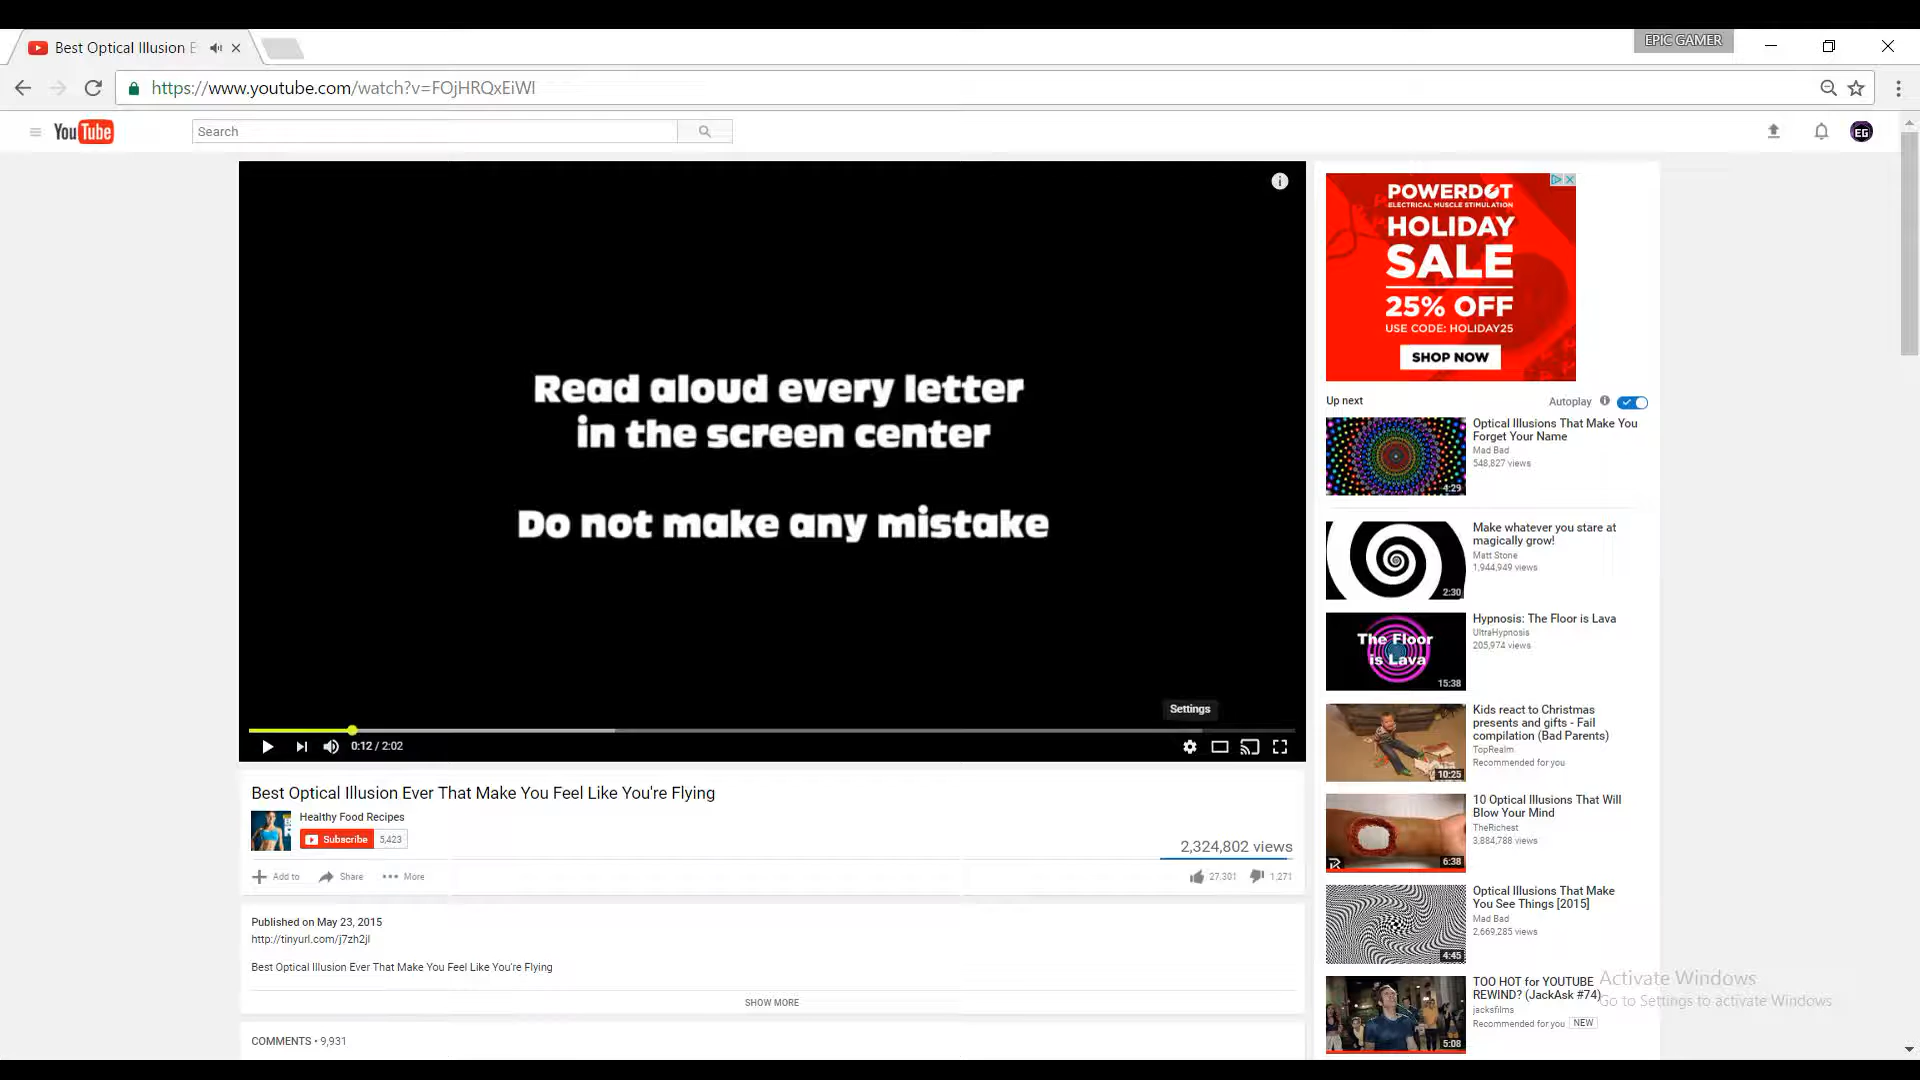 Best Optical Illusion E
EPIC GAMER
https://www.youtube.com/watch?v=FOjHRQxEiWI
YouTube
Search
EG
Read aloud every letter
in the screen center
Do not make any mistake
Settings
0:12 / 2:02
Best Optical Illusion Ever That Make You Feel Like You're Flying
Healthy Food Recipes
Subscribe 5,423
2,324,802 views
Add to Share More
27,301 1,271
Published on May 23, 2015
http://tinyurl.com/j7zh2jl
Best Optical Illusion Ever That Make You Feel Like You're Flying
SHOW MORE
COMMENTS • 9,931
POWERDOT
ELECTRICAL MUSCLE STIMULATION
HOLIDAY
SALE
25% OFF
USE CODE: HOLIDAY25
SHOP NOW
Up next
Autoplay
Optical Illusions That Make You
Forget Your Name
Mad Bad
548,827 views
4:29
Make whatever you stare at
magically grow!
Matt Stone
1,944,949 views
2:30
The Floor
is Lava
15:38
Hypnosis: The Floor is Lava
UltraHypnosis
205,974 views
Kids react to Christmas
presents and gifts - Fail
compilation (Bad Parents)
TopRealm
Recommended for you
10:25
10 Optical Illusions That Will
Blow Your Mind
TheRichest
3,884,788 views
6:38
Optical Illusions That Make
You See Things [2015]
Mad Bad
2,669,285 views
4:45
TOO HOT for YOUTUBE
REWIND? (JackAsk #74)
jacksfilms
Recommended for you NEW
5:08
Activate Windows
Go to Settings to activate Windows